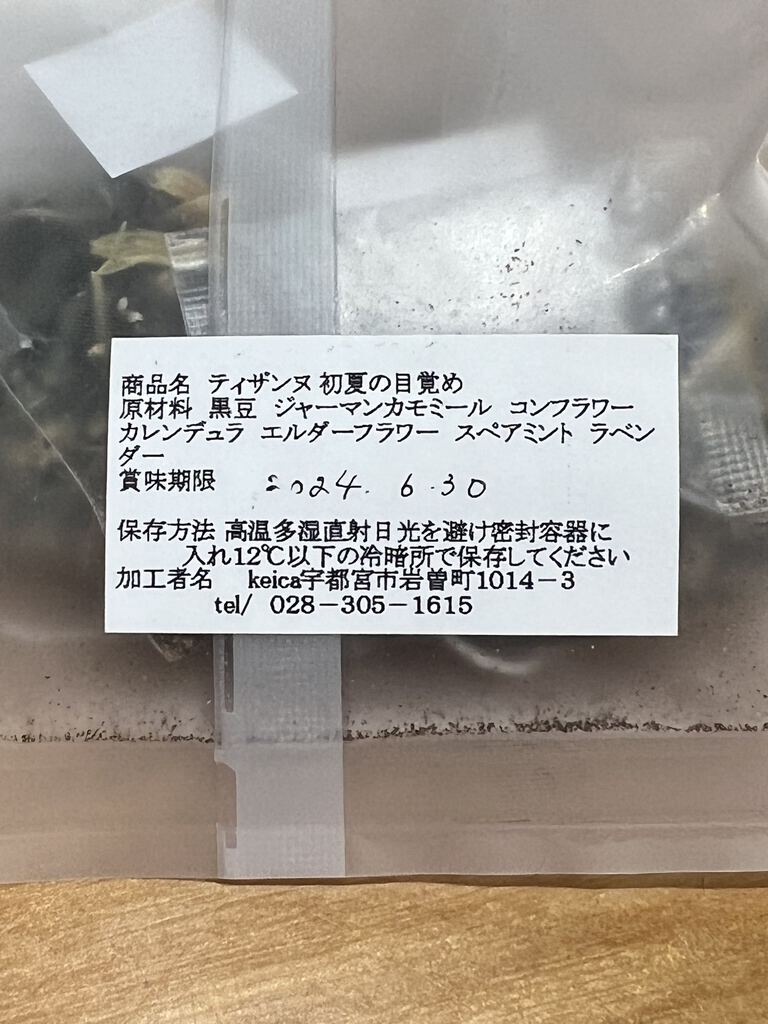 商品名 ティザンヌ 初夏の目覚め
原材料 黒豆 ジャーマンカモミール コンフラワー
カレンデュラ エルダーフラワー スペアミント ラベン
ダー
賞味期限 2024. 6.30
保存方法 高温多湿直射日光を避け密封容器に
入れ12℃以下の冷暗所で保存してください
加工者名 keica宇都宮市岩曽町1014－3
tel/ 028－305－1615